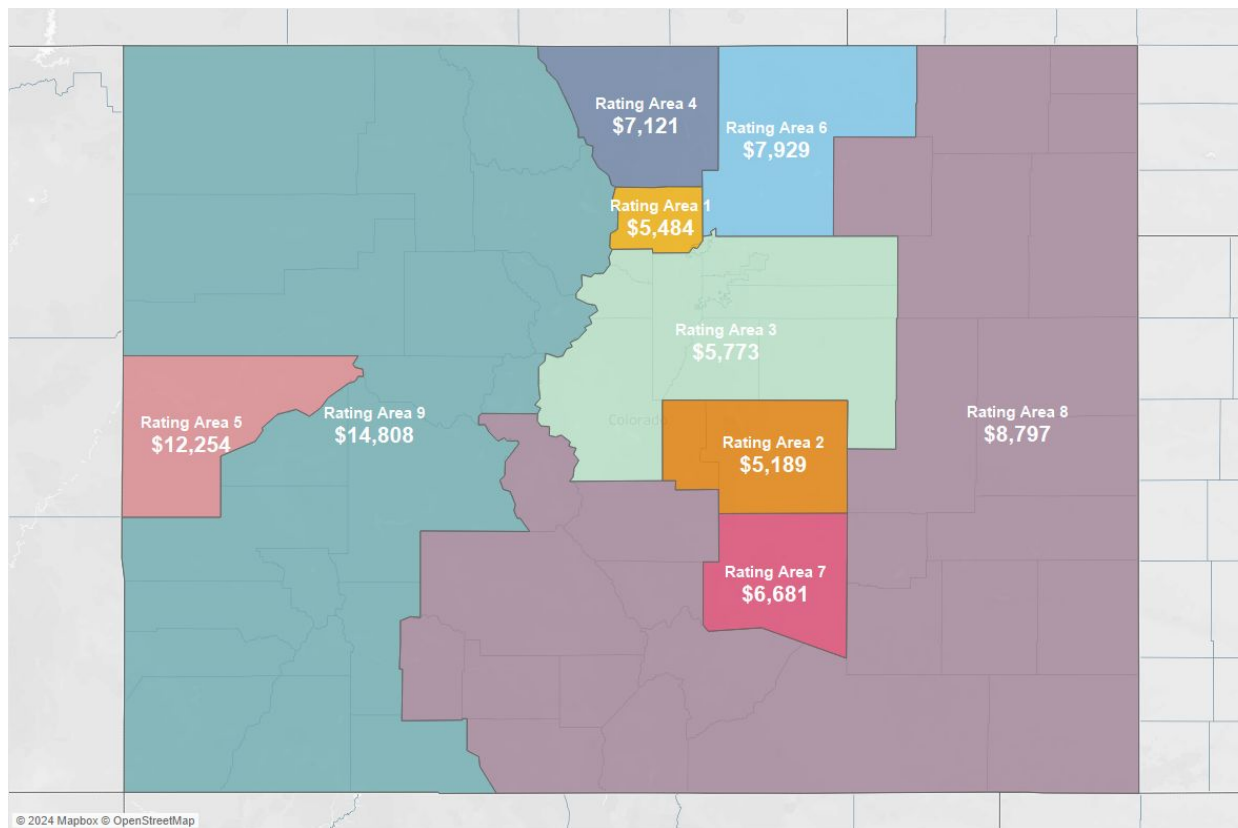 Rating Area 4
$7,121
Rating Area 6
$7,929
Rating Area 1
$5,484
Rating Area 3
$5,773
Rating Area 5
$12,254
Rating Area 9
$14,808
Colorado
Rating Area 2
$5,189
Rating Area 8
$8,797
Rating Area 7
$6,681
© 2024 Mapbox © OpenStreetMap